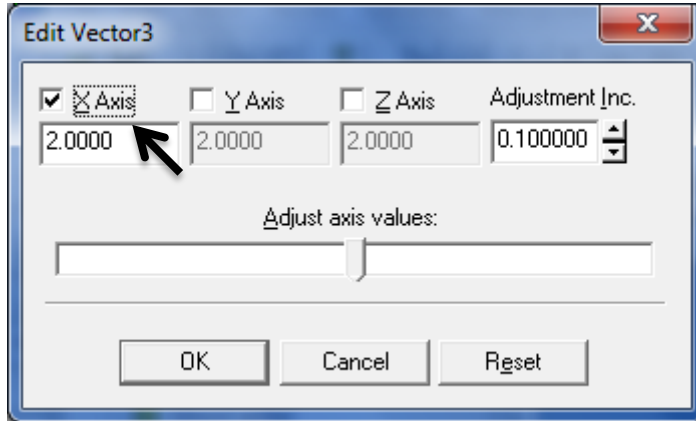 Edit Vector3
X Axis Y Axis Z Axis Adjustment Inc.
2.0000 2.0000 2.0000 0.100000
Adjust axis values:
OK Cancel Reset